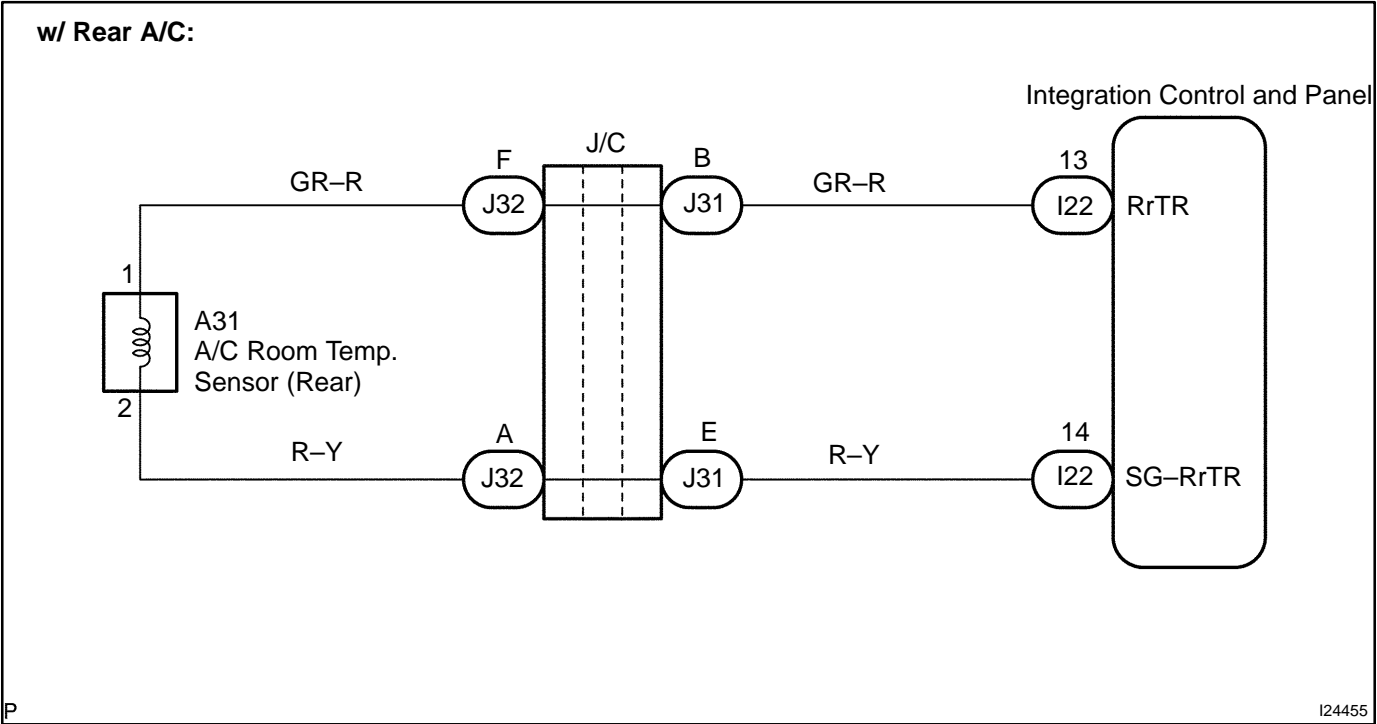 w/ Rear A/C:
Integration Control and Panel
J/C
F
B
13
GR–R
GR–R
J32
J31
I22
RrTR
1
A31
A/C Room Temp.
Sensor (Rear)
2
A
E
14
R–Y
R–Y
J32
J31
I22
SG–RrTR
P
I24455